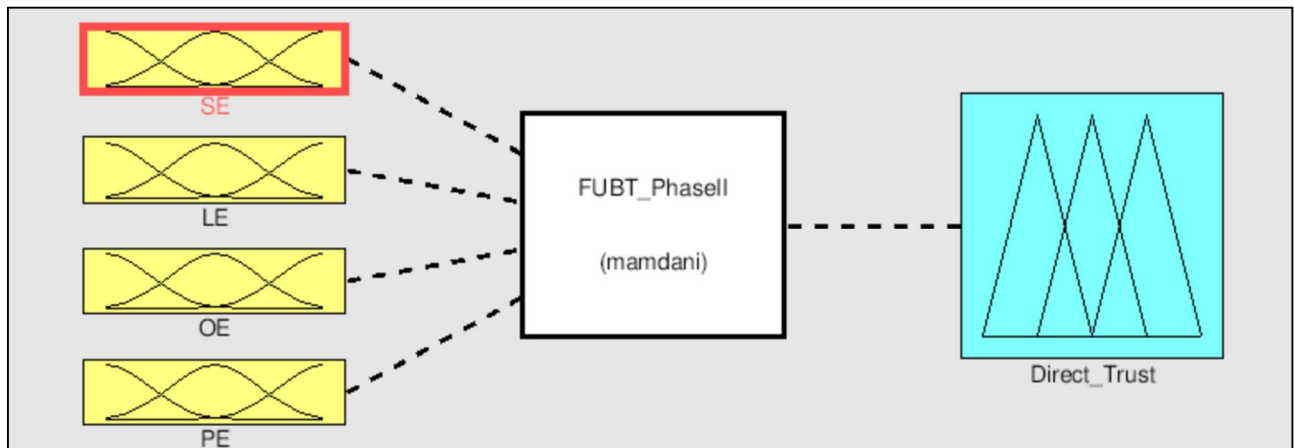 SE
LE
OE
PE
FUBT_PhaseII
(mamdani)
Direct_Trust